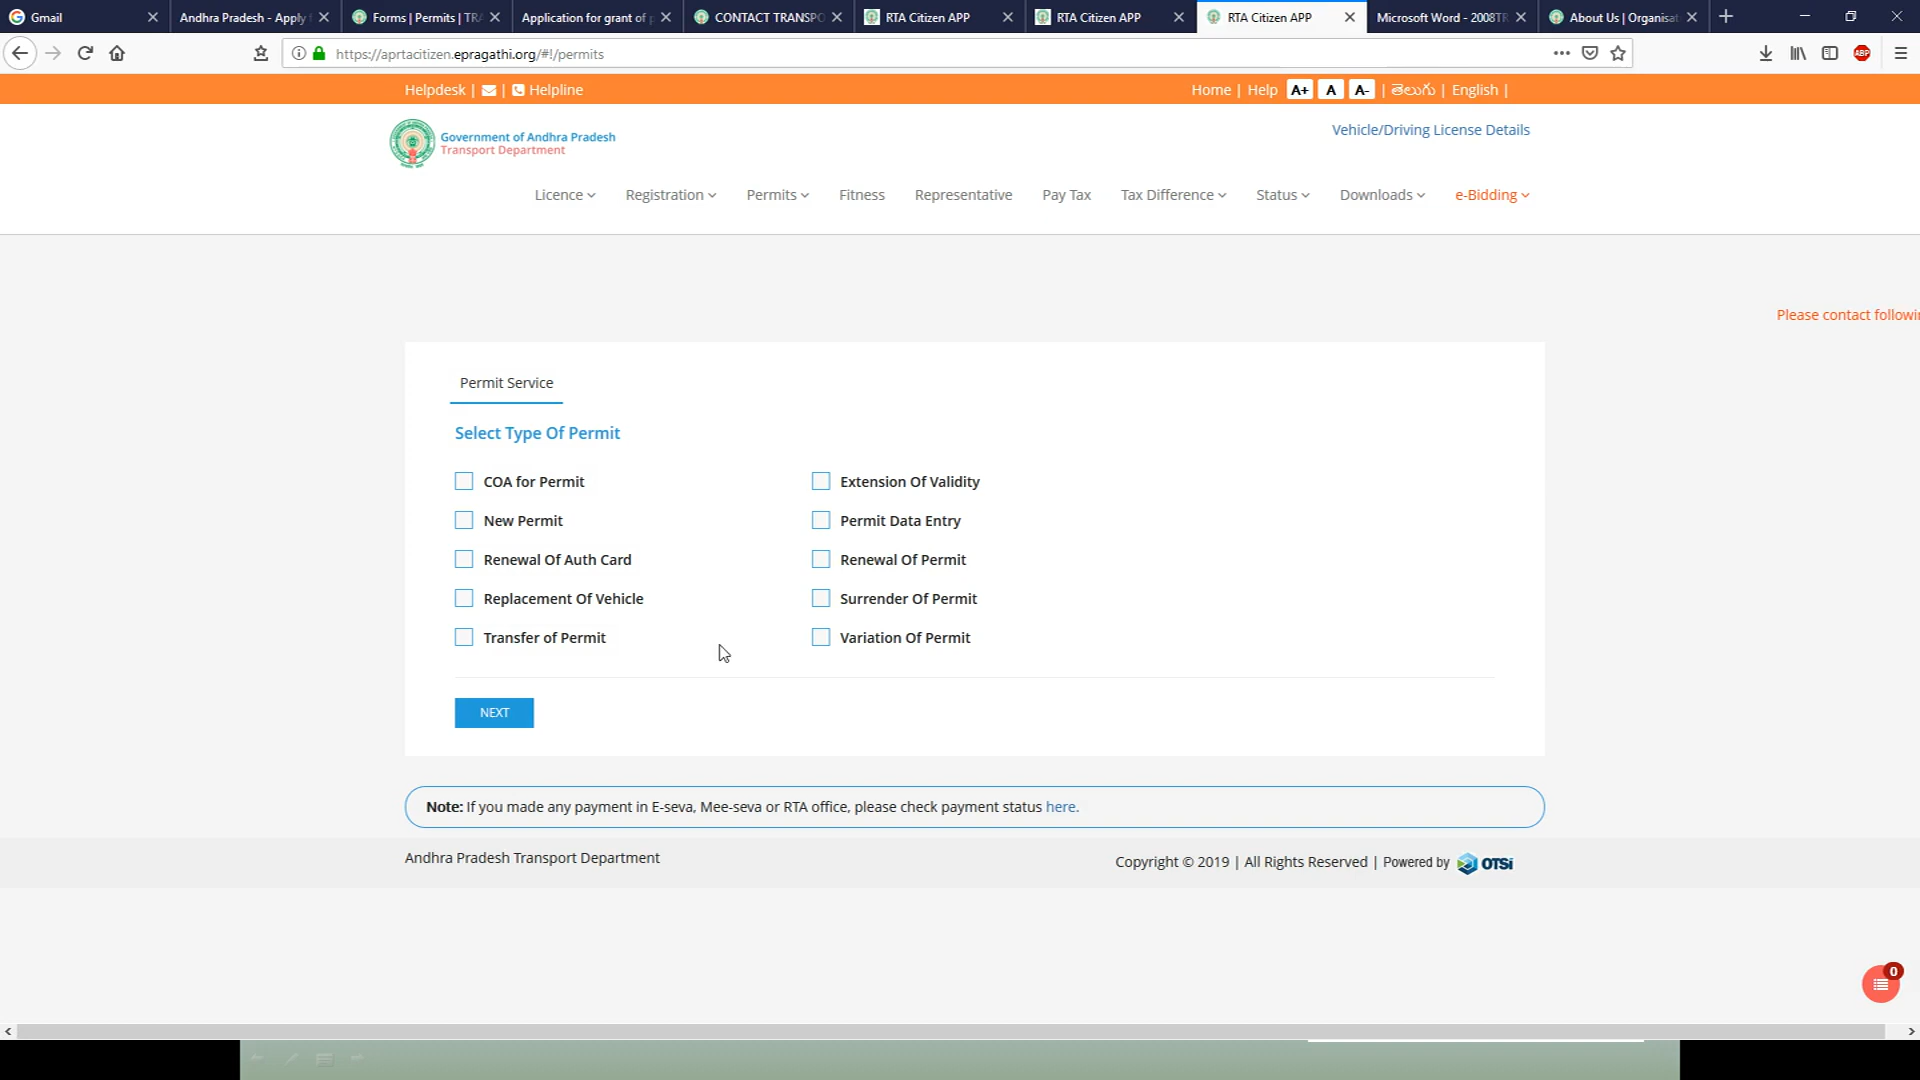 Gmail
Andhra Pradesh - Apply
Forms | Permits | TRA
Application for grant of p
CONTACT TRANSPO
RTA Citizen APP
RTA Citizen APP
RTA Citizen APP
Microsoft Word - 2008TR
About Us | Organisat
https://aprtacitizen.epragathi.org/#!/permits
ABP
Helpdesk | | Helpline
Home | Help A+ A A- | తెలుగు | English |
Government of Andhra Pradesh
Transport Department
Vehicle/Driving License Details
Licence Registration Permits Fitness Representative Pay Tax Tax Difference Status Downloads e-Bidding
Please contact followin
Permit Service
Select Type Of Permit
COA for Permit Extension Of Validity
New Permit Permit Data Entry
Renewal Of Auth Card Renewal Of Permit
Replacement Of Vehicle Surrender Of Permit
Transfer of Permit Variation Of Permit
NEXT
Note: If you made any payment in E-seva, Mee-seva or RTA office, please check payment status here.
Andhra Pradesh Transport Department
Copyright © 2019 | All Rights Reserved | Powered by OTSi
0